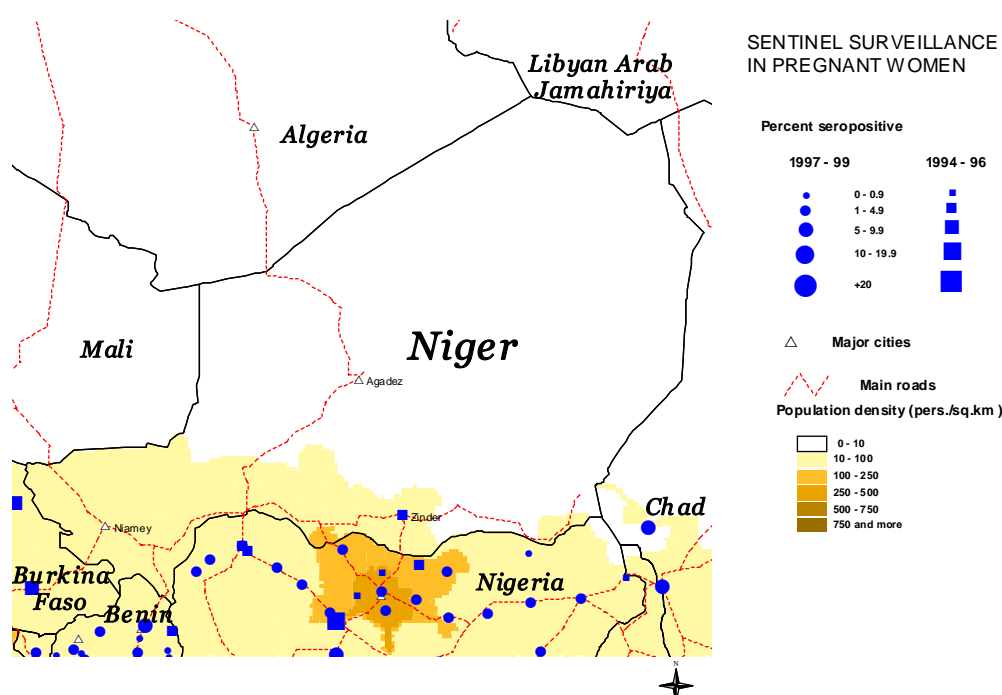 SENTINEL SURVEILLANCE
IN PREGNANT WOMEN
Percent seropositive
1997 - 99
1994 - 96
0 - 0.9
1 - 4.9
5 - 9.9
10 - 19.9
+20
Major cities
Main roads
Population density (pers./sq.km)
0 - 10
10 - 100
100 - 250
250 - 500
500 - 750
750 and more
Libyan Arab
Jamahiriya
Algeria
Niger
Mali
Agadez
Chad
Zinder
Niamey
Burkina
Faso
Nigeria
Benin
N